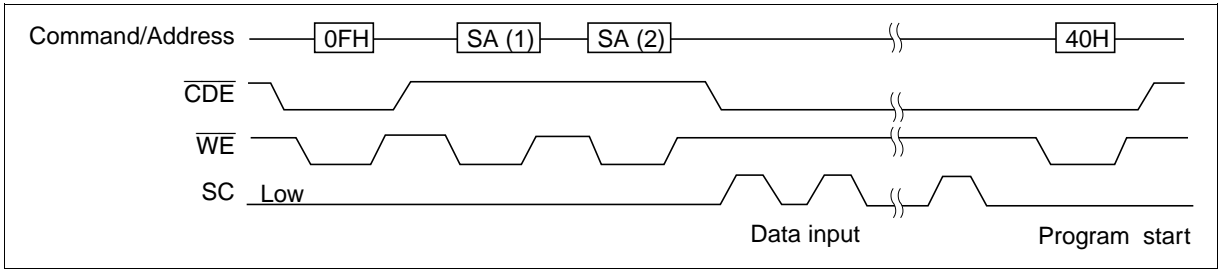 Command/Address 0FH SA (1) SA (2) 40H
CDE
WE
SC Low
Data input Program start